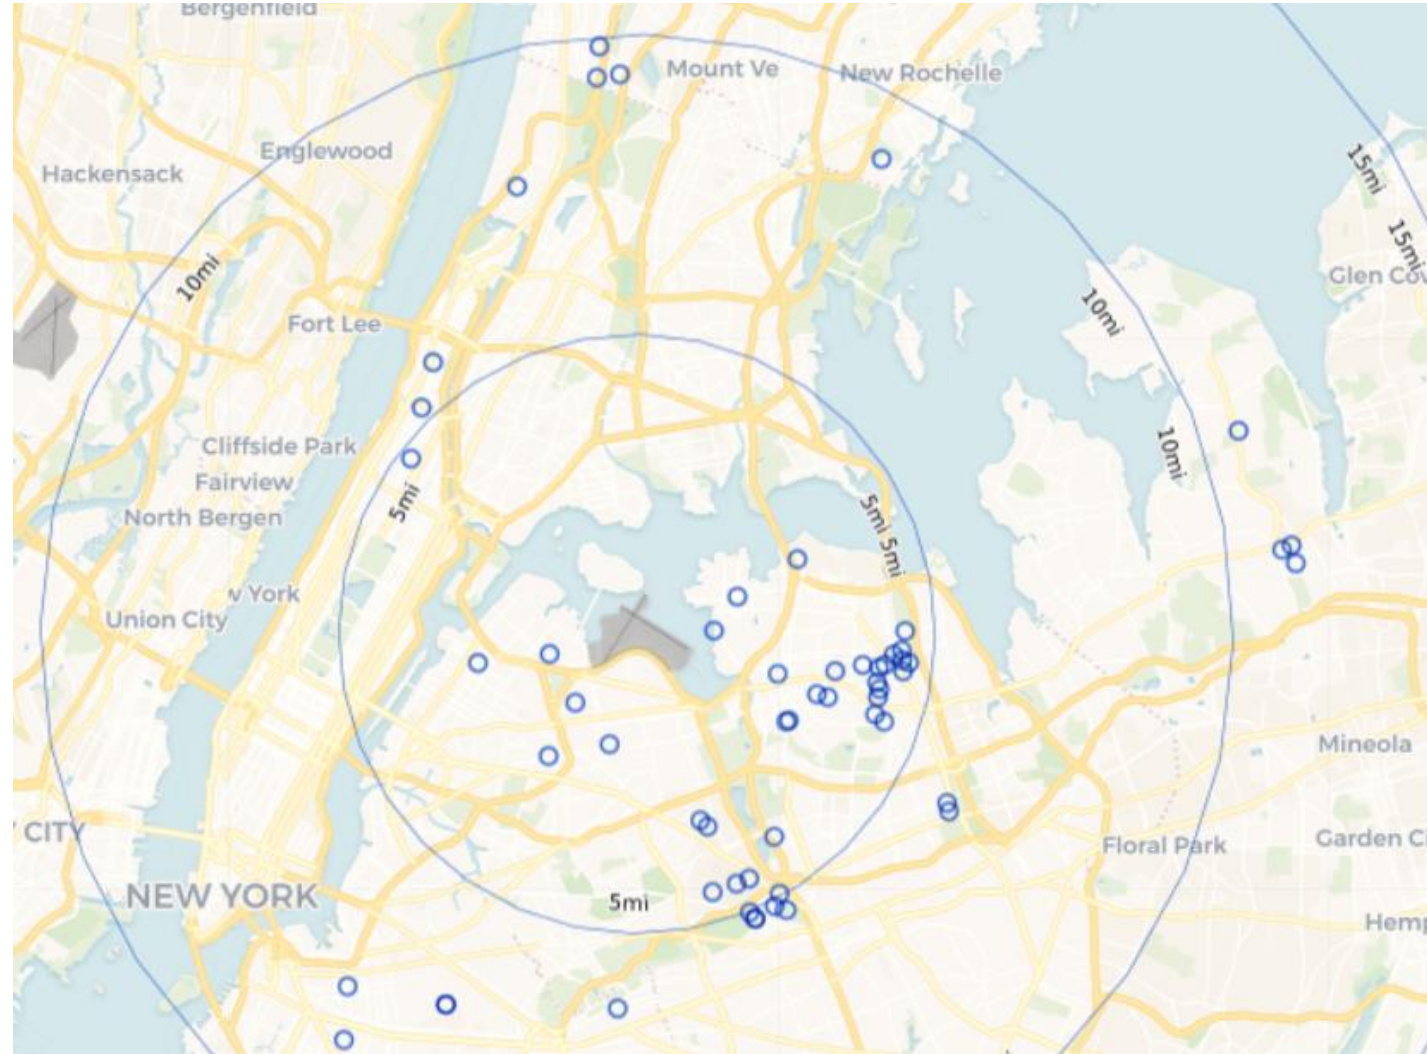 Bergenfield
Mount Ve
New Rochelle
Englewood
Hackensack
15mi
15mi
Glen Cov
10mi
10mi
Fort Lee
Cliffside Park
10mi
Fairview
5mi
North Bergen
5mi
5mi
w York
Union City
Mineola
CITY
Floral Park
Garden C
NEW YORK
5mi
Hemp